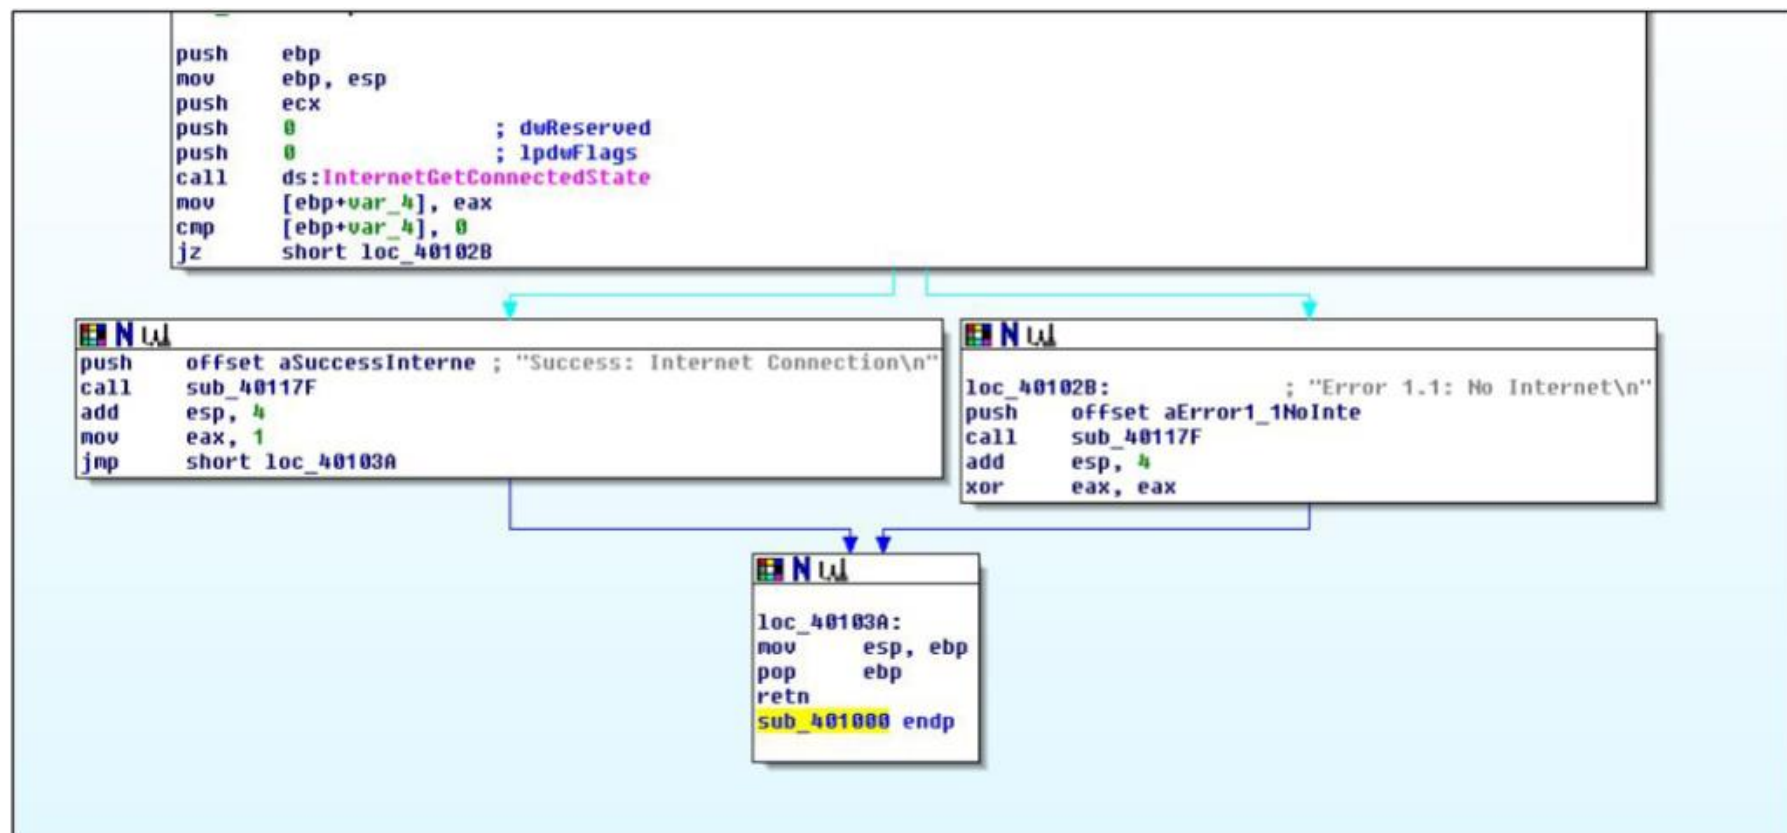 push ebp
mov ebp, esp
push ecx
push 0 ; dwReserved
push 0 ; lpdwFlags
call ds:InternetGetConnectedState
mov [ebp+var_4], eax
cmp [ebp+var_4], 0
jz short loc_40102B
push offset aSuccessInterne ; "Success: Internet Connection\n"
call sub_40117F
add esp, 4
mov eax, 1
jmp short loc_40103A
loc_40102B: ; "Error 1.1: No Internet\n"
push offset aError1_1NoInte
call sub_40117F
add esp, 4
xor eax, eax
loc_40103A:
mov esp, ebp
pop ebp
retn
sub_401000 endp